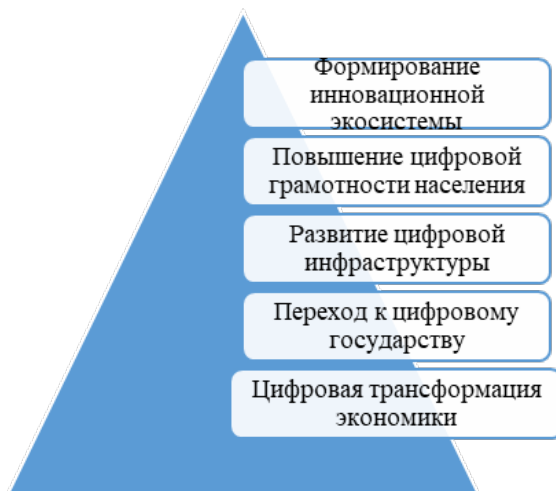 Формирование
инновационной
экосистемы
Повышение цифровой
грамотности населения
Развитие цифровой
инфраструктуры
Переход к цифровому
государству
Цифровая трансформация
экономики